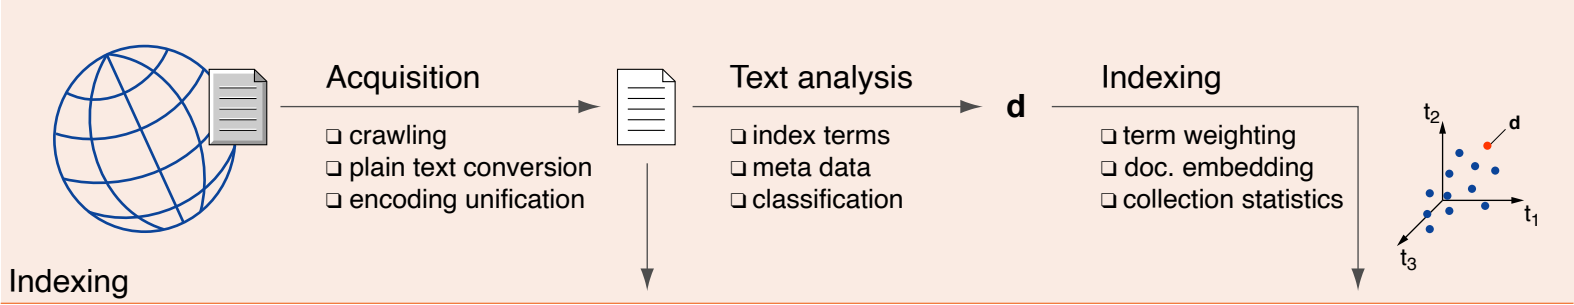 Acquisition
❑ crawling
❑ plain text conversion
❑ encoding unification
Text analysis
❑ index terms
❑ meta data
❑ classification
d
Indexing
❑ term weighting
❑ doc. embedding
❑ collection statistics
t2
d
t1
t3
Indexing